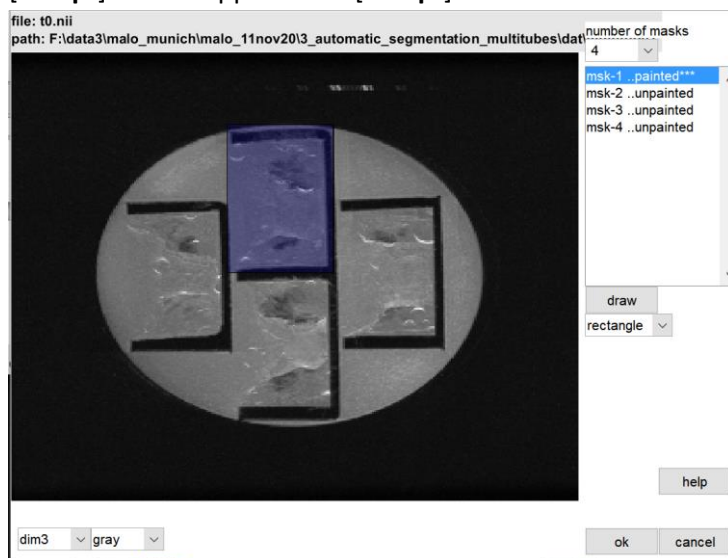 file: t0.nii
path: F:\data3\malo_munich\malo_11nov20\3_automatic_segmentation_multitubes\dat
number of masks
4
msk-1 ..painted***
msk-2 ..unpainted
msk-3 ..unpainted
msk-4 ..unpainted
draw
rectangle
help
dim3
gray
ok
cancel